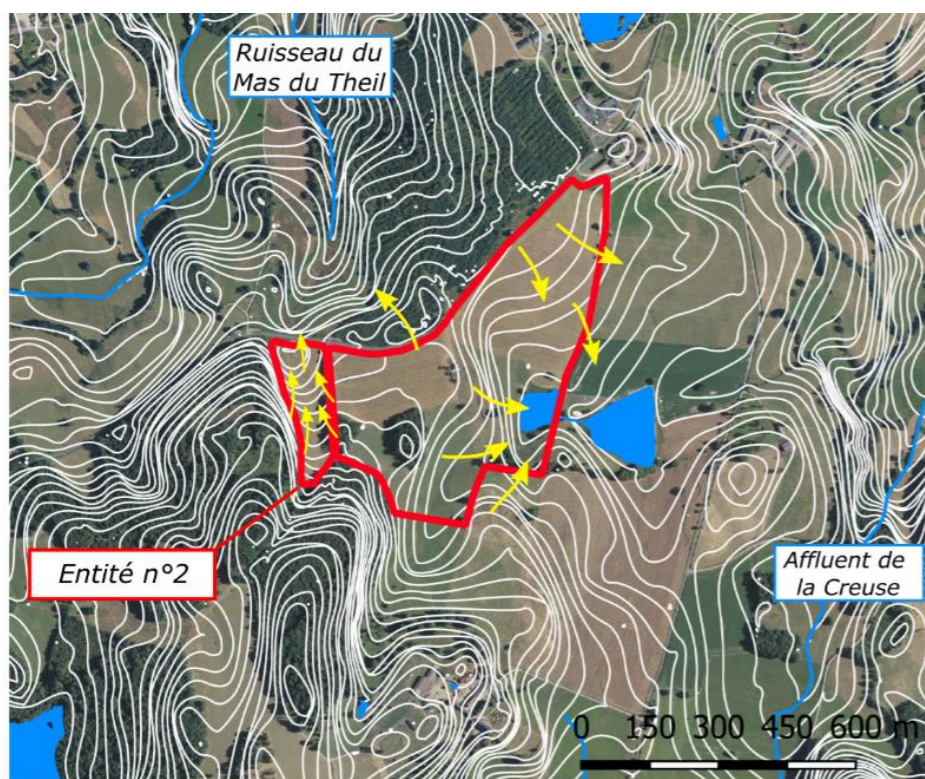 Ruisseau du
Mas du Theil
Entité n°2
Affluent de
la Creuse
0 150 300 450 600 m